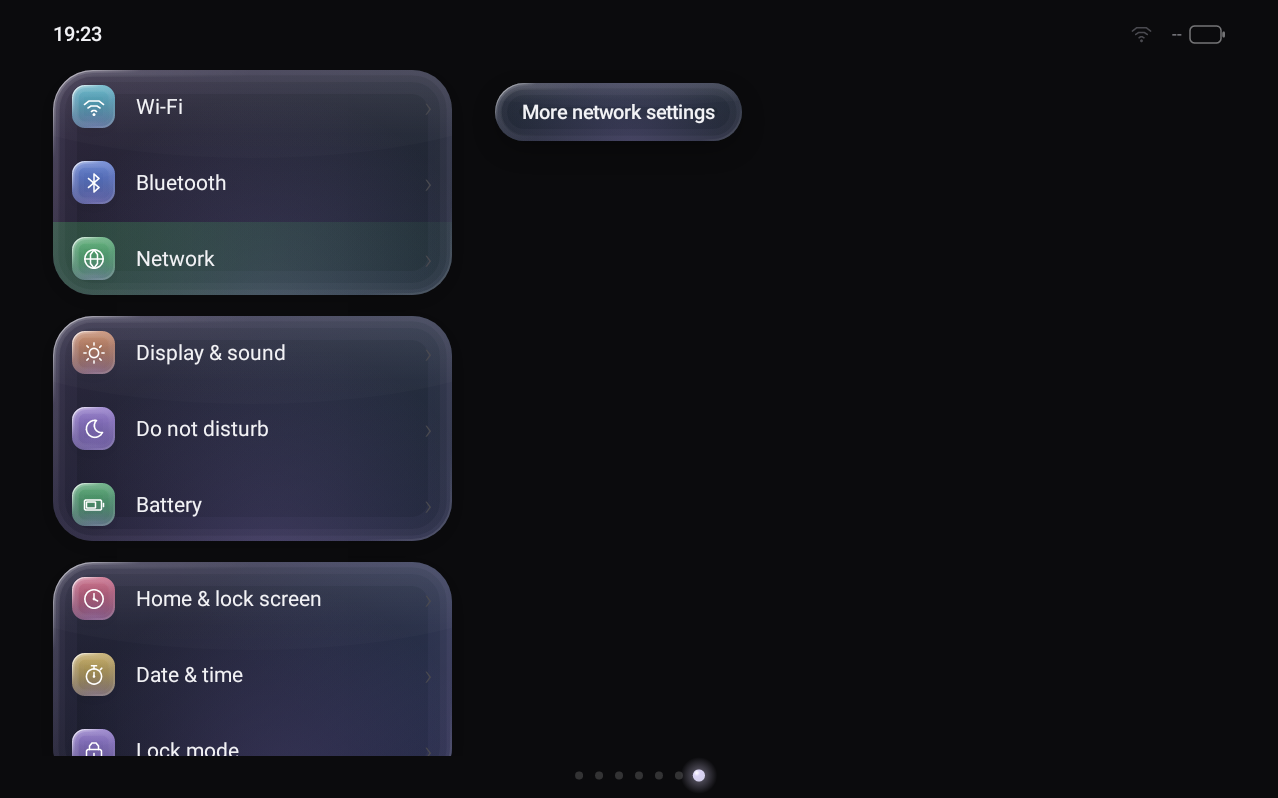 19:23
--
Wi-Fi
More network settings
Bluetooth
Network
Display & sound
Do not disturb
Battery
Home & lock screen
Date & time
Lock mode